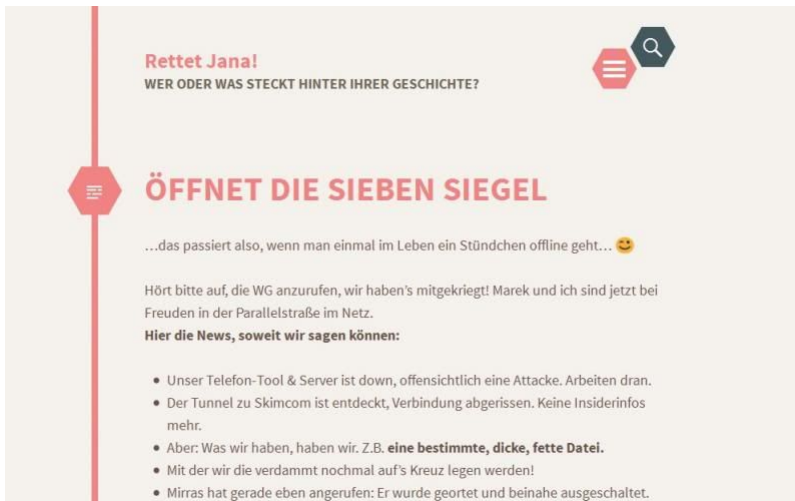 Rettet Jana!
WER ODER WAS STECKT HINTER IHRER GESCHICHTE?
ÖFFNET DIE SIEBEN SIEGEL
…das passiert also, wenn man einmal im Leben ein Stündchen offline geht… 😀
Hört bitte auf, die WG anzurufen, wir haben’s mitgekriegt! Marek und ich sind jetzt bei
Freuden in der Parallelstraße im Netz.
Hier die News, soweit wir sagen können:
• Unser Telefon-Tool & Server ist down, offensichtlich eine Attacke. Arbeiten dran.
• Der Tunnel zu Skimcom ist entdeckt, Verbindung abgerissen. Keine Insiderinfos
mehr.
• Aber: Was wir haben, haben wir. Z.B. eine bestimmte, dicke, fette Datei.
• Mit der wir die verdammt nochmal auf’s Kreuz legen werden!
• Mirras hat gerade eben angerufen: Er wurde geortet und beinahe ausgeschaltet.